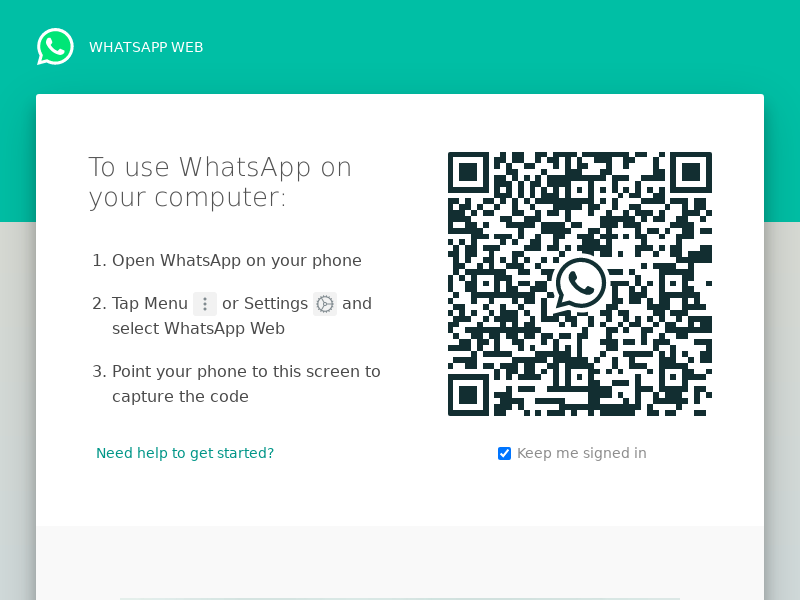 WHATSAPP WEB
To use WhatsApp on
your computer:
1. Open WhatsApp on your phone
2. Tap Menu or Settings and
select WhatsApp Web
3. Point your phone to this screen to
capture the code
Need help to get started?
Keep me signed in